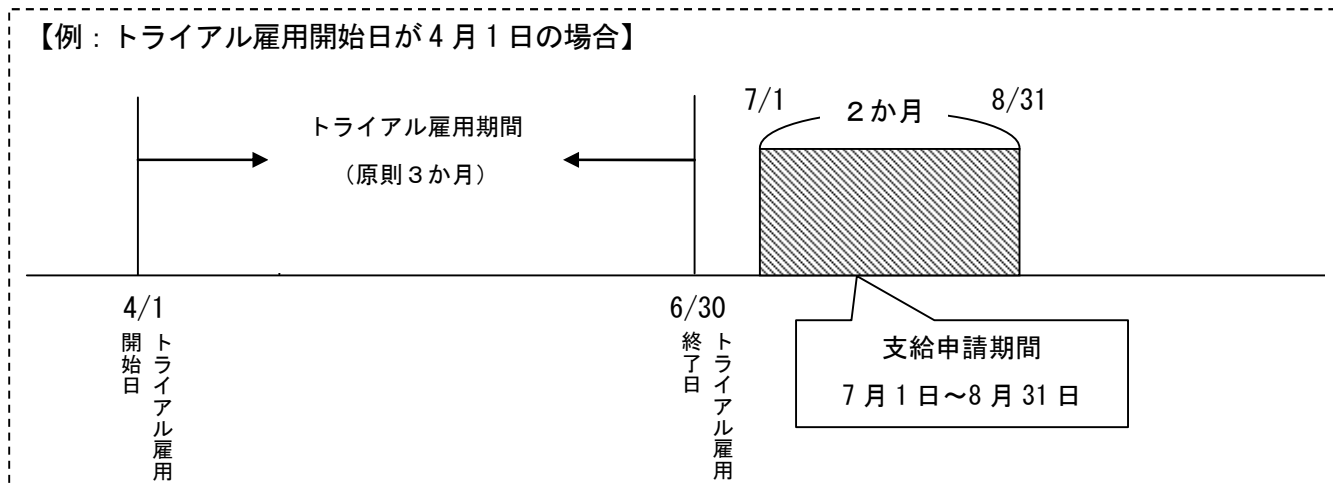 【例：トライアル雇用開始日が4月1日の場合】
7/1
2か月
8/31
トライアル雇用期間
（原則3か月）
4/1
トライアル雇用
開始日
6/30
トライアル雇用
終了日
支給申請期間
7月1日～8月31日